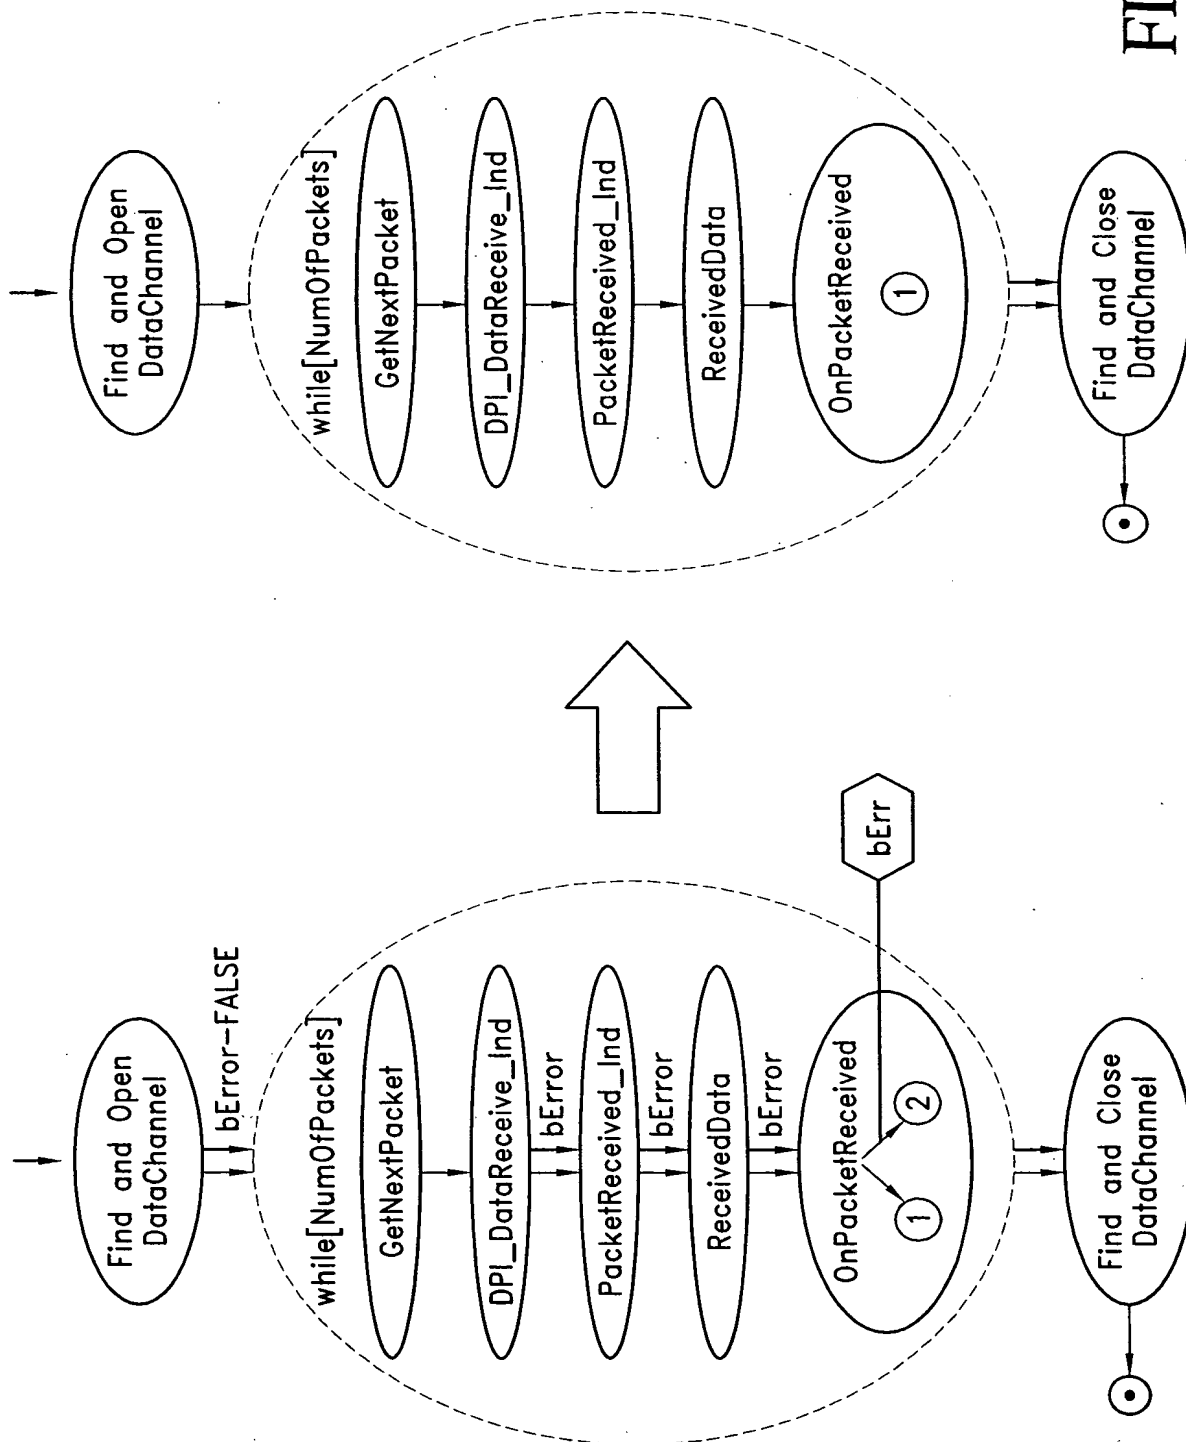 Find and Open
DataChannel
bError-FALSE
while[NumOfPackets]
GetNextPacket
DPI_DataReceive_Ind
bError
PacketReceived_Ind
bError
ReceivedData
bError
OnPacketReceived
1
2
bErr
Find and Close
DataChannel
Find and Open
DataChannel
while[NumOfPackets]
GetNextPacket
DPI_DataReceive_Ind
PacketReceived_Ind
ReceivedData
OnPacketReceived
1
Find and Close
DataChannel